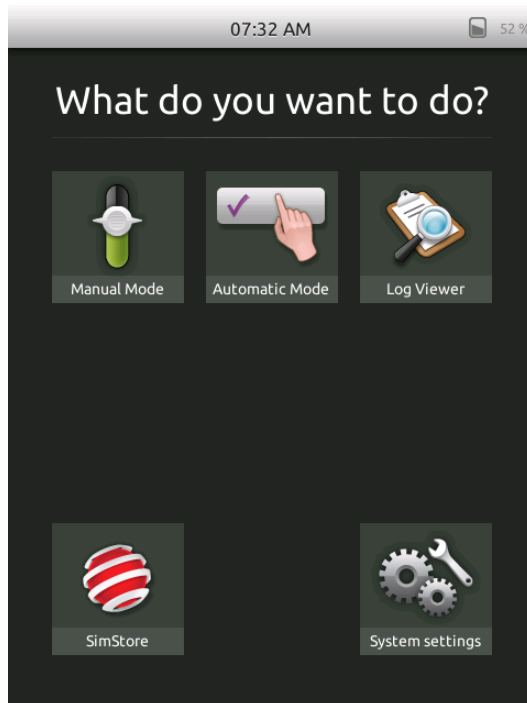 07:32 AM 52 %
What do you want to do?
Manual Mode Automatic Mode Log Viewer
SimStore System settings